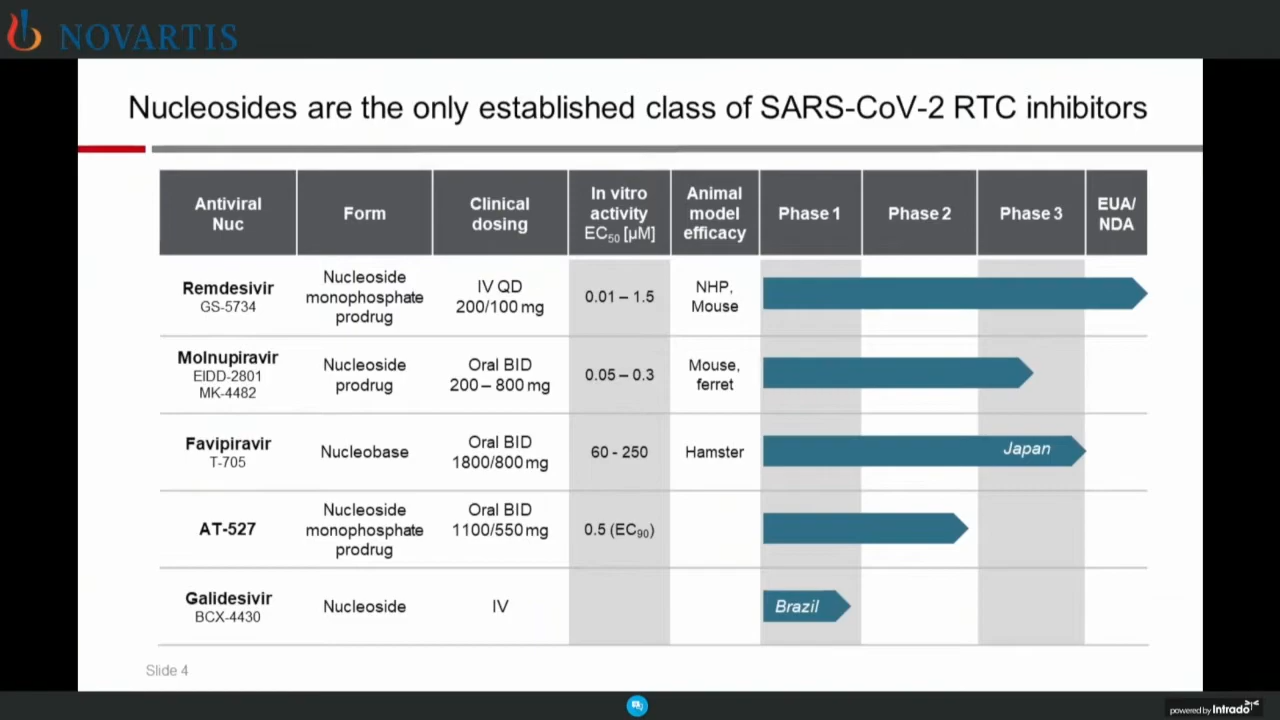 NOVARTIS
Nucleosides are the only established class of SARS-CoV-2 RTC inhibitors
Antiviral
Nuc
Form
Clinical
dosing
In vitro
activity
EC50 [µM]
Animal
model
efficacy
Phase 1
Phase 2
Phase 3
EUA/
NDA
Remdesivir
GS-5734
Nucleoside
monophosphate
prodrug
IV QD
200/100 mg
0.01 – 1.5
NHP,
Mouse
Molnupiravir
EIDD-2801
MK-4482
Nucleoside
prodrug
Oral BID
200 – 800 mg
0.05 – 0.3
Mouse,
ferret
Favipiravir
T-705
Nucleobase
Oral BID
1800/800 mg
60 - 250
Hamster
Japan
AT-527
Nucleoside
monophosphate
prodrug
Oral BID
1100/550 mg
0.5 (EC90)
Galidesivir
BCX-4430
Nucleoside
IV
Brazil
Slide 4
powered by Intrado